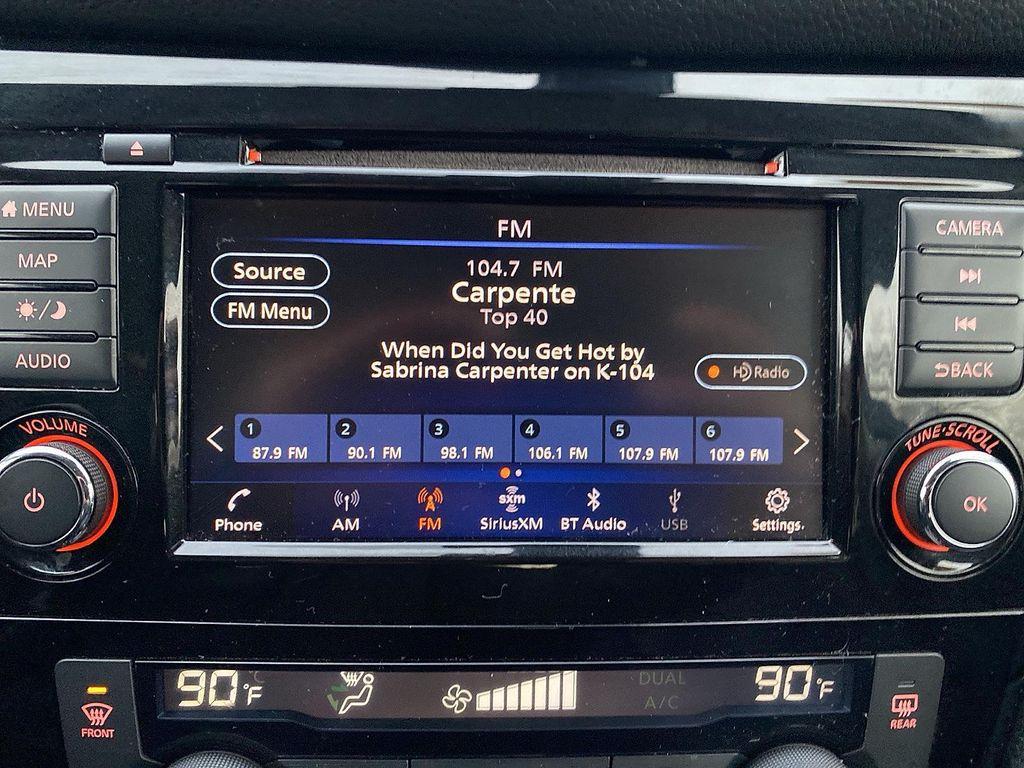 MENU
MAP
AUDIO
VOLUME
FM
Source
FM Menu
104.7 FM
Carpente
Top 40
When Did You Get Hot by
Sabrina Carpenter on K-104
HD Radio
1 87.9 FM
2 90.1 FM
3 98.1 FM
4 106.1 FM
5 107.9 FM
6 107.9 FM
Phone
AM
FM
sxm
SiriusXM
BT Audio
USB
Settings
CAMERA
BACK
TUNE·SCROLL
OK
FRONT
90°F
DUAL
A/C
90°F
REAR